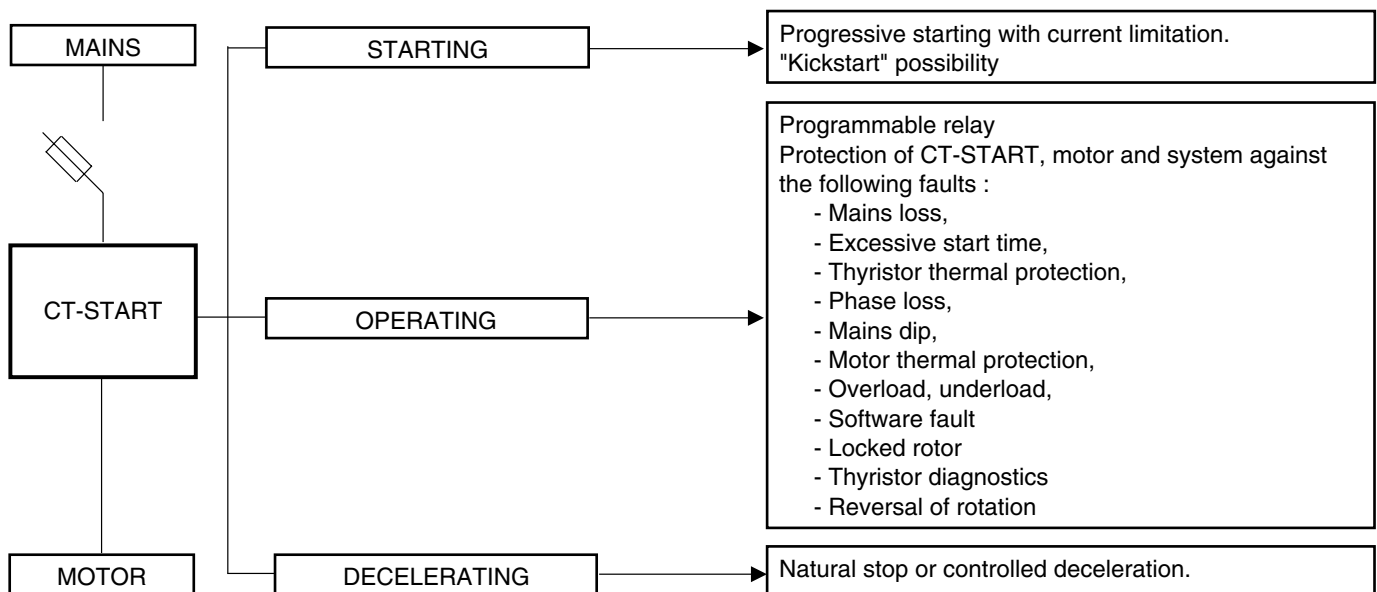 MAINS
STARTING
Progressive starting with current limitation.
"Kickstart" possibility
CT-START
OPERATING
Programmable relay
Protection of CT-START, motor and system against
the following faults :
- Mains loss,
- Excessive start time,
- Thyristor thermal protection,
- Phase loss,
- Mains dip,
- Motor thermal protection,
- Overload, underload,
- Software fault
- Locked rotor
- Thyristor diagnostics
- Reversal of rotation
MOTOR
DECELERATING
Natural stop or controlled deceleration.